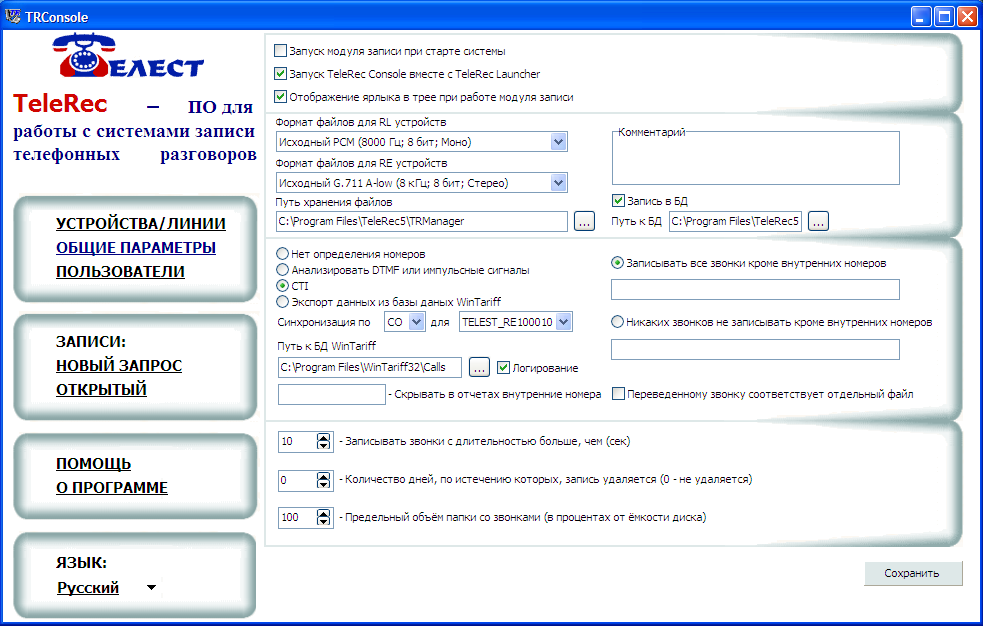 TRConsole
ЕЛЕСТ
TeleRec – ПО для
работы с системами записи
телефонных разговоров
УСТРОЙСТВА/ЛИНИИ
ОБЩИЕ ПАРАМЕТРЫ
ПОЛЬЗОВАТЕЛИ
ЗАПИСИ:
НОВЫЙ ЗАПРОС
ОТКРЫТЫЙ
ПОМОЩЬ
О ПРОГРАММЕ
ЯЗЫК:
Русский
Запуск модуля записи при старте системы
Запуск TeleRec Console вместе с TeleRec Launcher
Отображение ярлыка в трее при работе модуля записи
Формат файлов для RL устройств
Исходный PCM (8000 Гц; 8 бит; Моно)
Формат файлов для RE устройств
Исходный G.711 A-low (8 кГц; 8 бит; Стерео)
Путь хранения файлов
C:\Program Files\TeleRec5\TRManager ...
Комментарий
Запись в БД
Путь к БД C:\Program Files\TeleRec5 ...
Нет определения номеров
Анализировать DTMF или импульсные сигналы
CTI
Экспорт данных из базы даных WinTariff
Синхронизация по CO для TELEST_RE100010
Путь к БД WinTariff
C:\Program Files\WinTariff32\Calls ... Логирование
- Скрывать в отчетах внутренние номера
Записывать все звонки кроме внутренних номеров
Никаких звонков не записывать кроме внутренних номеров
Переведенному звонку соответствует отдельный файл
10 - Записывать звонки с длительностью больше, чем (сек)
0 - Количество дней, по истечению которых, запись удаляется (0 - не удаляется)
100 - Предельный объём папки со звонками (в процентах от ёмкости диска)
Сохранить